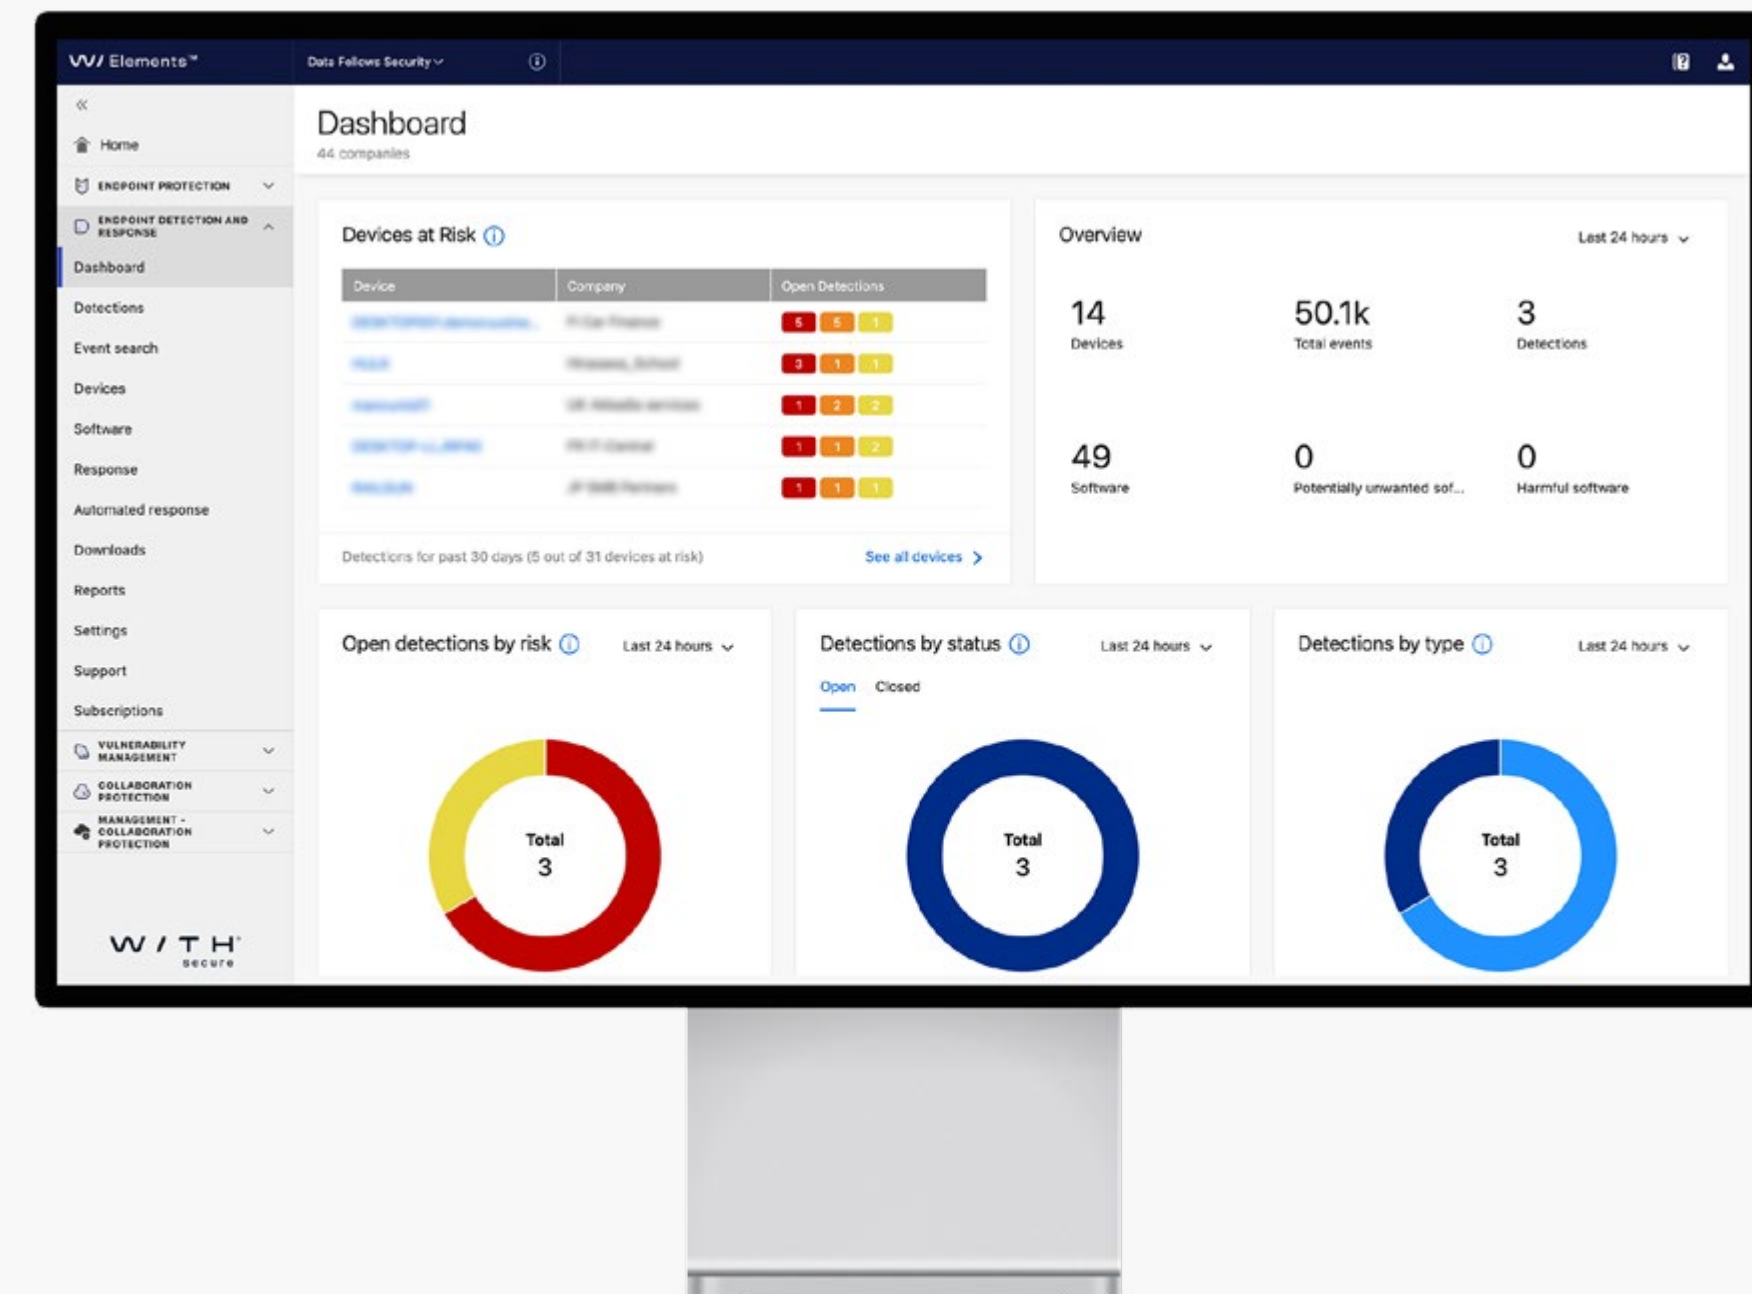 W/ Elements™
Data Fellows Security
Home
ENDPOINT PROTECTION
ENDPOINT DETECTION AND
RESPONSE
Dashboard
Detections
Event search
Devices
Software
Response
Automated response
Downloads
Reports
Settings
Support
Subscriptions
VULNERABILITY
MANAGEMENT
COLLABORATION
PROTECTION
MANAGEMENT -
COLLABORATION
PROTECTION
W / T H
secure
Dashboard
44 companies
Devices at Risk
Device Company Open Detections
5 5 1
3 1 1
1 2 2
1 1 2
1 1 1
Detections for past 30 days (5 out of 31 devices at risk) See all devices
Overview Last 24 hours
14 50.1k 3
Devices Total events Detections
49 0 0
Software Potentially unwanted sof... Harmful software
Open detections by risk Last 24 hours
Total
3
Detections by status Last 24 hours
Open Closed
Total
3
Detections by type Last 24 hours
Total
3